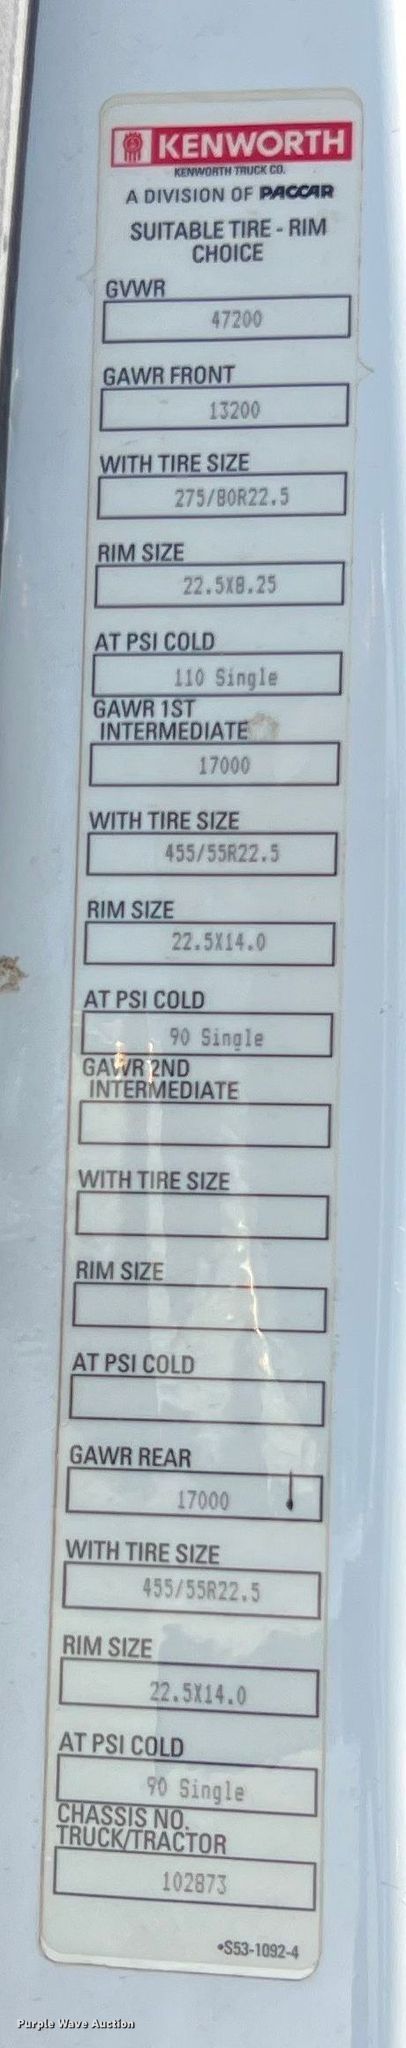 KENWORTH
KENWORTH TRUCK CO.
A DIVISION OF PACCAR
SUITABLE TIRE - RIM
CHOICE
GVWR
47200
GAWR FRONT
13200
WITH TIRE SIZE
275/80R22.5
RIM SIZE
22.5X8.25
AT PSI COLD
110 Single
GAWR 1ST
INTERMEDIATE
17000
WITH TIRE SIZE
455/55R22.5
RIM SIZE
22.5X14.0
AT PSI COLD
90 Single
GAWR 2ND
INTERMEDIATE
WITH TIRE SIZE
RIM SIZE
AT PSI COLD
GAWR REAR
17000
WITH TIRE SIZE
455/55R22.5
RIM SIZE
22.5X14.0
AT PSI COLD
90 Single
CHASSIS NO.
TRUCK/TRACTOR
102873
•S53-1092-4
Purple Wave Auction